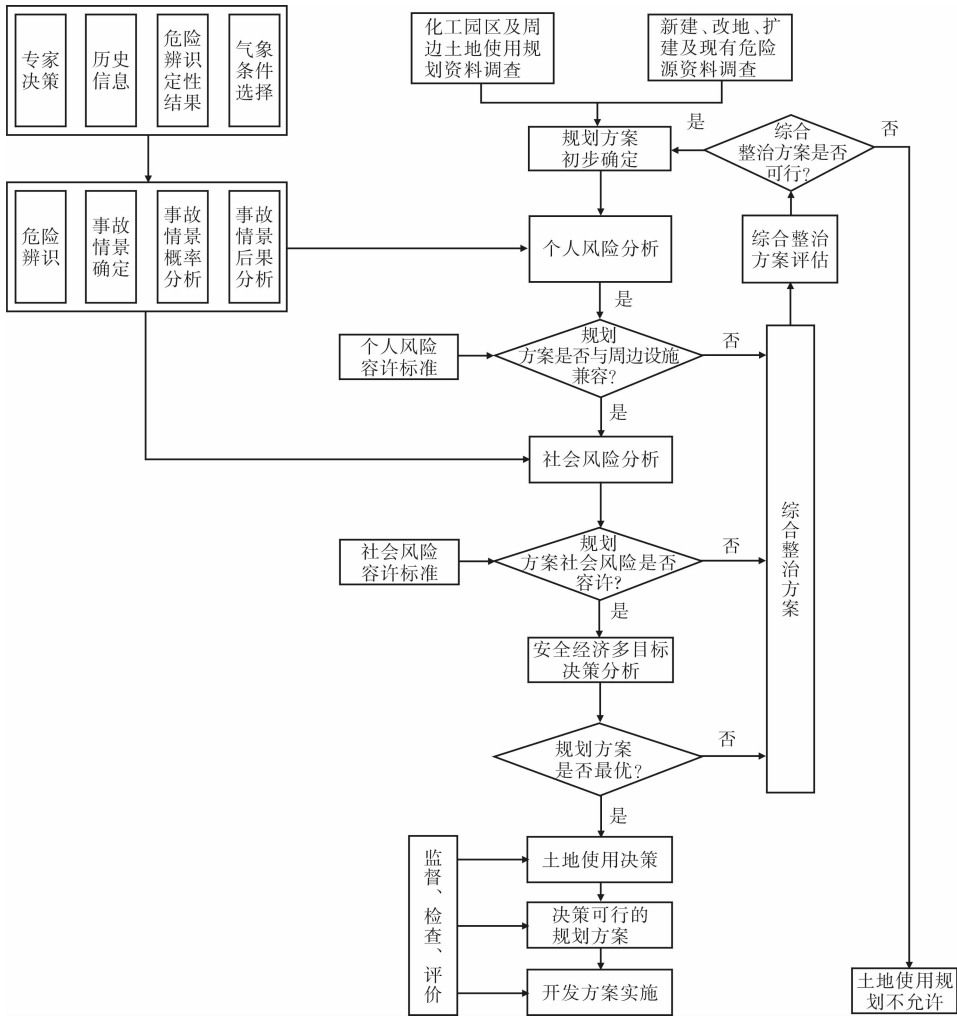 专家
决策
历史
信息
危险
辨识
定性
结果
气象
条件
选择
化工园区及周
边土地使用规
划资料调查
新建、改地、扩
建及现有危险
源资料调查
规划方案
初步确定
是
综合
整治方案是否
可行?
否
危险
辨识
事故
情景
确定
事故
情景
概率
分析
事故
情景
后果
分析
个人风险分析
综合整治
方案评估
是
个人风险
容许标准
规划
方案是否与周边设施
兼容?
否
是
社会风险分析
综合整治方案
社会风险
容许标准
规划
方案社会风险是否
容许?
否
是
安全经济多目标
决策分析
规划方案
是否最优?
否
是
监督、检查、评价
土地使用决策
决策可行的
规划方案
开发方案实施
土地使用规
划不允许